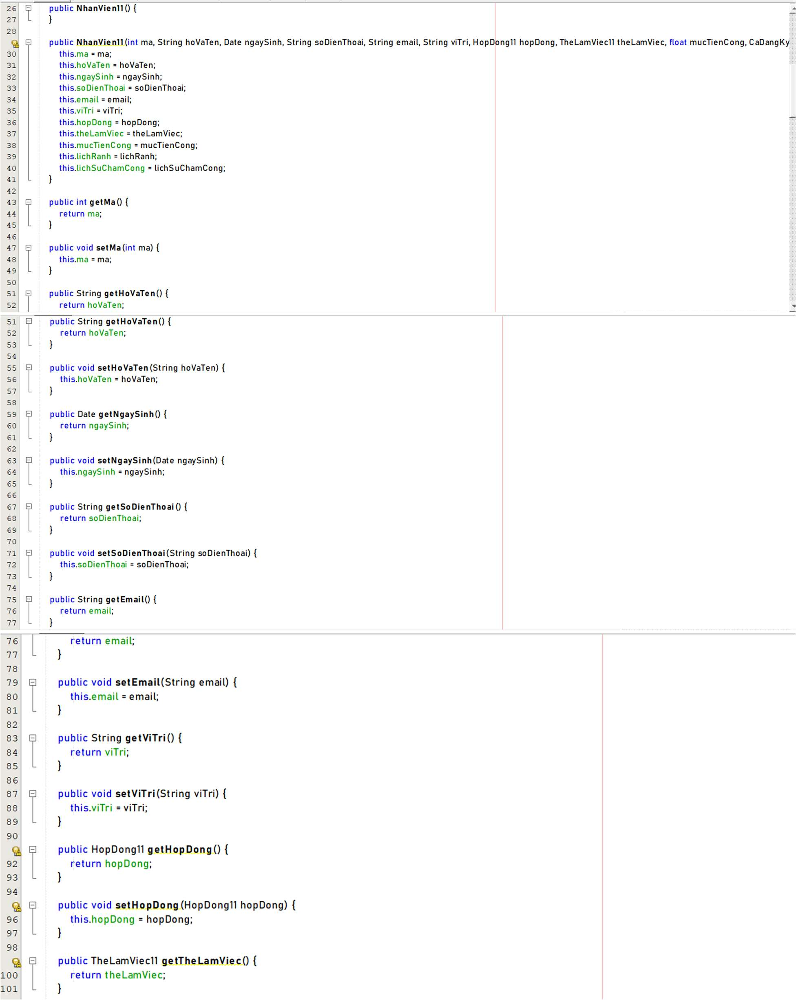 26 public NhanVien11() {
27 }
28
public NhanVien11(int ma, String hoVaTen, Date ngaySinh, String soDienThoai, String email, String viTri, HopDong11 hopDong, TheLamViec11 theLamViec, float mucTienCong, CaDangKy
30 this.ma = ma;
31 this.hoVaTen = hoVaTen;
32 this.ngaySinh = ngaySinh;
33 this.soDienThoai = soDienThoai;
34 this.email = email;
35 this.viTri = viTri;
36 this.hopDong = hopDong;
37 this.theLamViec = theLamViec;
38 this.mucTienCong = mucTienCong;
39 this.lichRanh = lichRanh;
40 this.lichSuChamCong = lichSuChamCong;
41 }
42
43 public int getMa() {
44 return ma;
45 }
46
47 public void setMa(int ma) {
48 this.ma = ma;
49 }
50
51 public String getHoVaTen() {
52 return hoVaTen;
51 public String getHoVaTen() {
52 return hoVaTen;
53 }
54
55 public void setHoVaTen(String hoVaTen) {
56 this.hoVaTen = hoVaTen;
57 }
58
59 public Date getNgaySinh() {
60 return ngaySinh;
61 }
62
63 public void setNgaySinh(Date ngaySinh) {
64 this.ngaySinh = ngaySinh;
65 }
66
67 public String getSoDienThoai() {
68 return soDienThoai;
69 }
70
71 public void setSoDienThoai(String soDienThoai) {
72 this.soDienThoai = soDienThoai;
73 }
74
75 public String getEmail() {
76 return email;
77 }
76 return email;
77 }
78
79 public void setEmail(String email) {
80 this.email = email;
81 }
82
83 public String getViTri() {
84 return viTri;
85 }
86
87 public void setViTri(String viTri) {
88 this.viTri = viTri;
89 }
90
public HopDong11 getHopDong() {
92 return hopDong;
93 }
94
public void setHopDong(HopDong11 hopDong) {
96 this.hopDong = hopDong;
97 }
98
public TheLamViec11 getTheLamViec() {
100 return theLamViec;
101 }